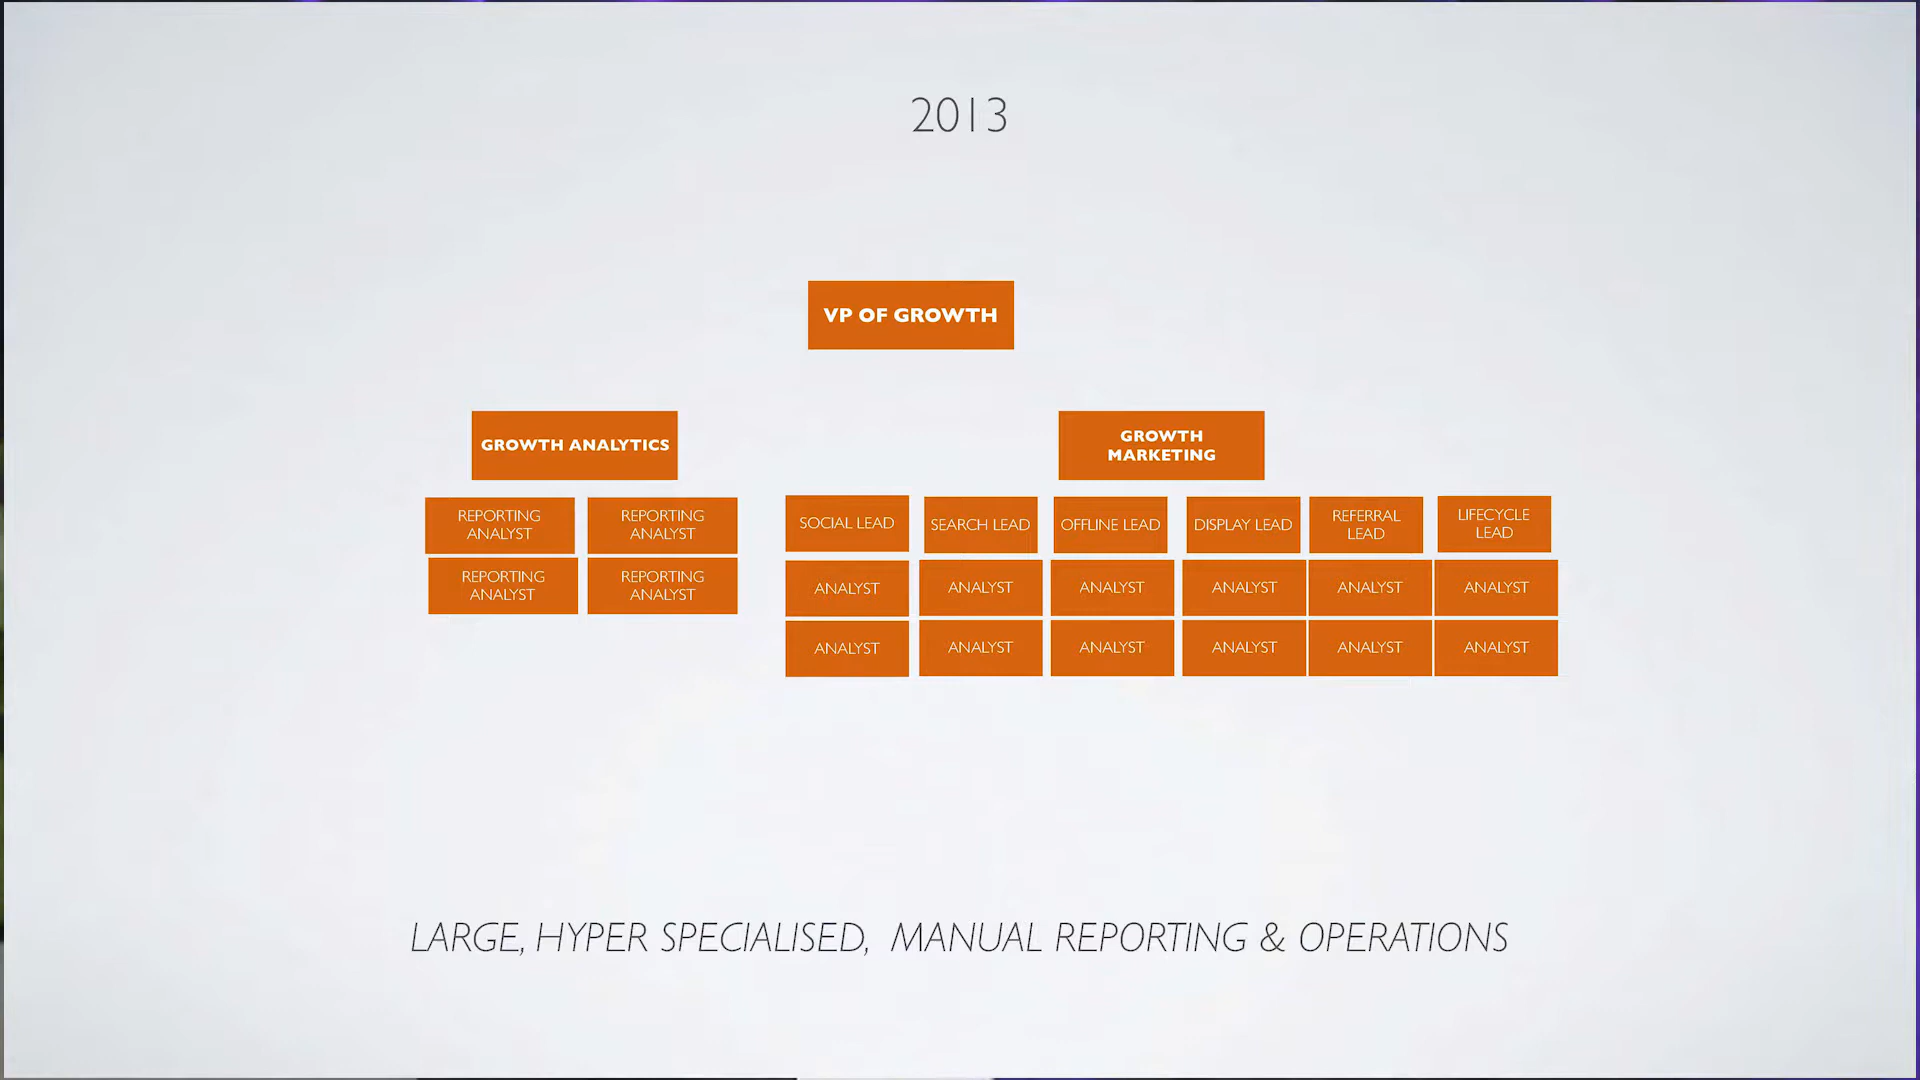 2013
VP OF GROWTH
GROWTH ANALYTICS
REPORTING
ANALYST
REPORTING
ANALYST
REPORTING
ANALYST
REPORTING
ANALYST
GROWTH
MARKETING
SOCIAL LEAD
SEARCH LEAD
OFFLINE LEAD
DISPLAY LEAD
REFERRAL
LEAD
LIFECYCLE
LEAD
ANALYST
ANALYST
ANALYST
ANALYST
ANALYST
ANALYST
ANALYST
ANALYST
ANALYST
ANALYST
ANALYST
ANALYST
LARGE, HYPER SPECIALISED, MANUAL REPORTING & OPERATIONS